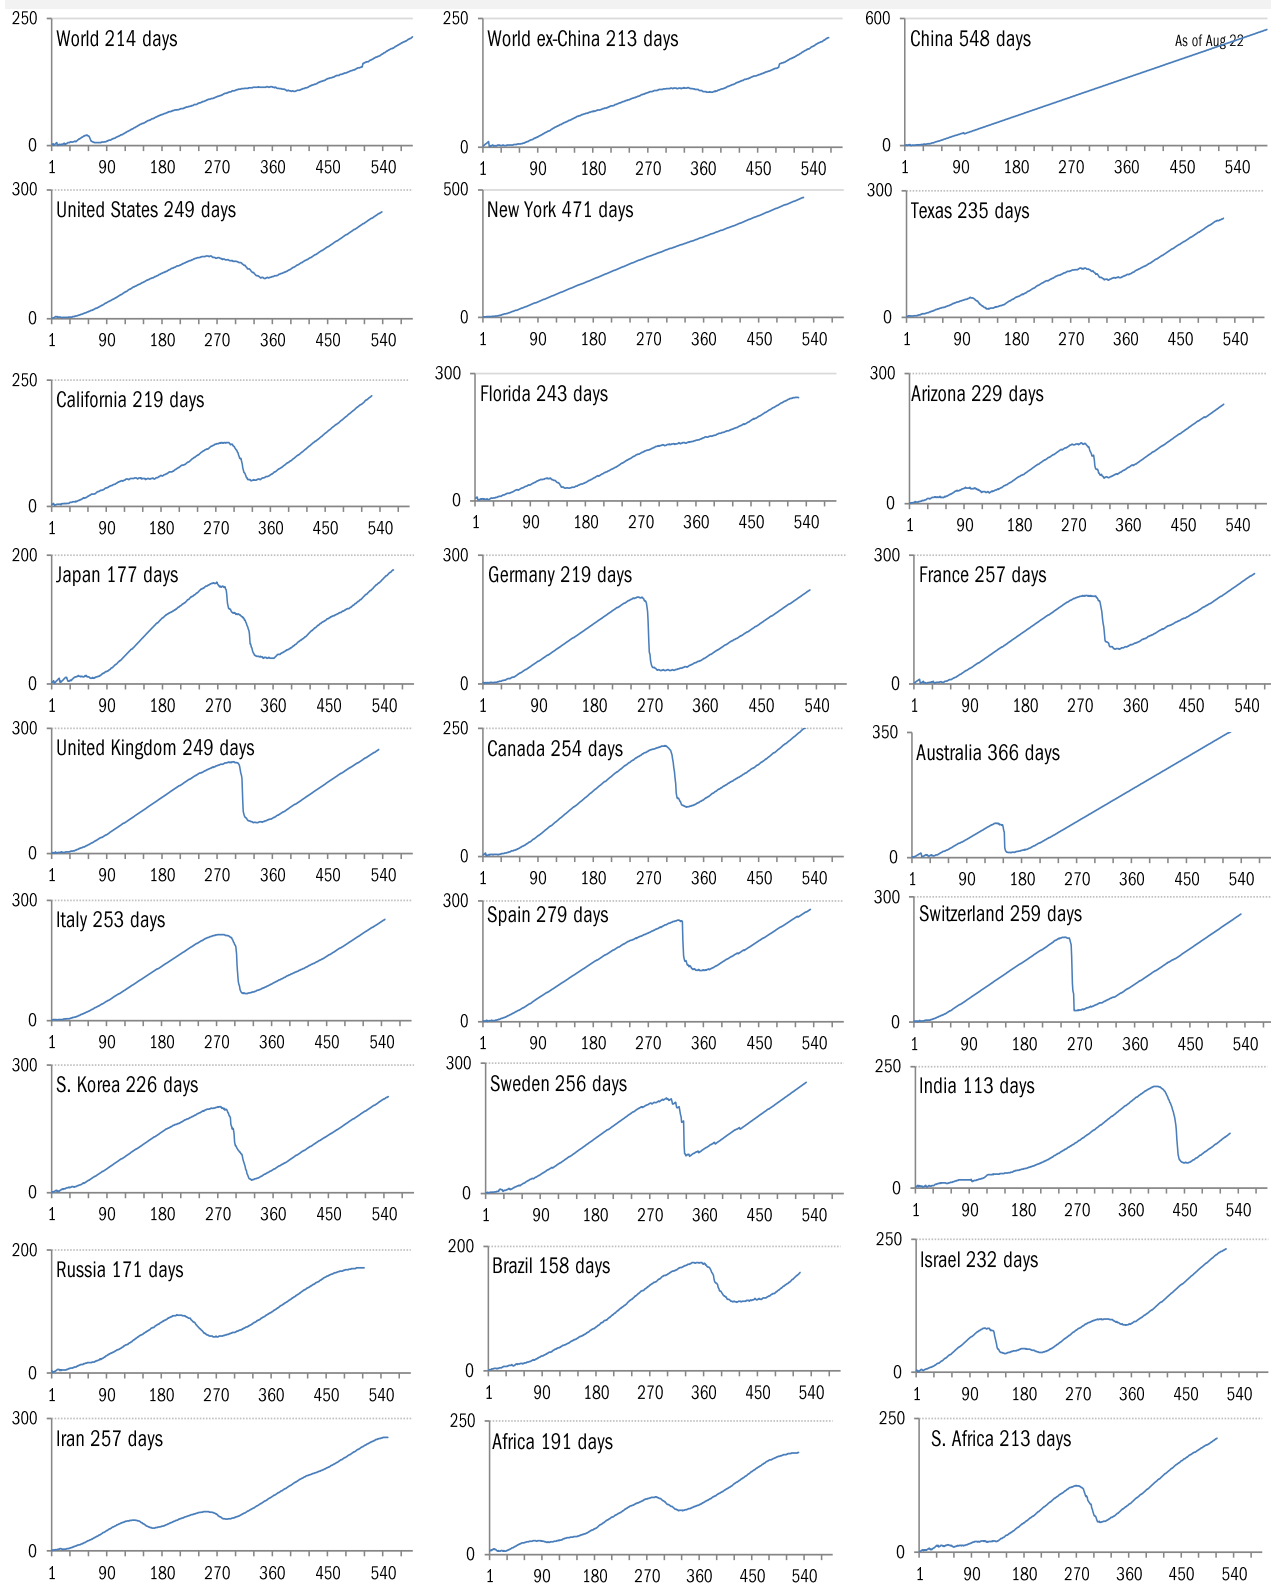 World 214 days
250
0
1 90 180 270 360 450 540
World ex-China 213 days
250
0
1 90 180 270 360 450 540
China 548 days
As of Aug 22
600
0
1 90 180 270 360 450 540
United States 249 days
300
0
1 90 180 270 360 450 540
New York 471 days
500
0
1 90 180 270 360 450 540
Texas 235 days
300
0
1 90 180 270 360 450 540
California 219 days
250
0
1 90 180 270 360 450 540
Florida 243 days
300
0
1 90 180 270 360 450 540
Arizona 229 days
300
0
1 90 180 270 360 450 540
Japan 177 days
200
0
1 90 180 270 360 450 540
Germany 219 days
300
0
1 90 180 270 360 450 540
France 257 days
300
0
1 90 180 270 360 450 540
United Kingdom 249 days
300
0
1 90 180 270 360 450 540
Canada 254 days
250
0
1 90 180 270 360 450 540
Australia 366 days
350
0
1 90 180 270 360 450 540
Italy 253 days
300
0
1 90 180 270 360 450 540
Spain 279 days
300
0
1 90 180 270 360 450 540
Switzerland 259 days
300
0
1 90 180 270 360 450 540
S. Korea 226 days
300
0
1 90 180 270 360 450 540
Sweden 256 days
300
0
1 90 180 270 360 450 540
India 113 days
250
0
1 90 180 270 360 450 540
Russia 171 days
200
0
1 90 180 270 360 450 540
Brazil 158 days
200
0
1 90 180 270 360 450 540
Israel 232 days
250
0
1 90 180 270 360 450 540
Iran 257 days
300
0
1 90 180 270 360 450 540
Africa 191 days
250
0
1 90 180 270 360 450 540
S. Africa 213 days
250
0
1 90 180 270 360 450 540